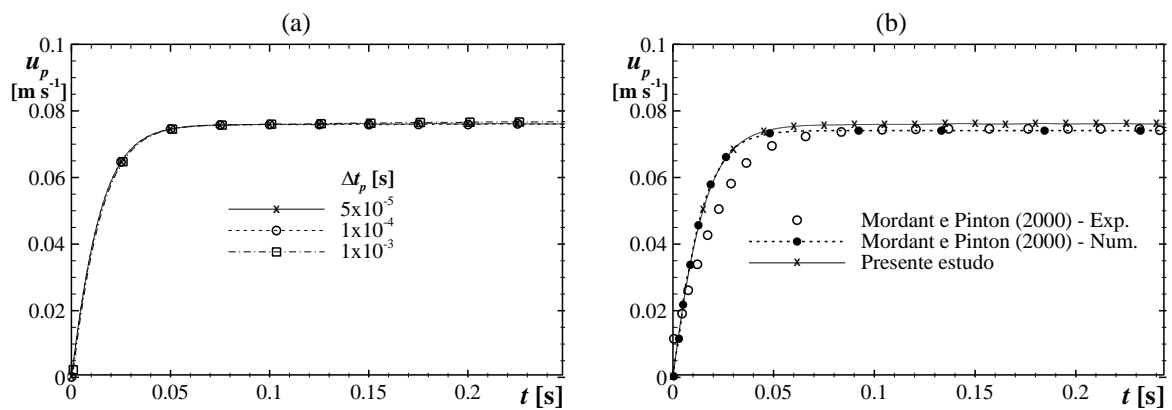 (a)
0.1
u_p
[m s⁻¹]
0.08
0.06
0.04
0.02
0
0
0.05
0.1
0.15
0.2
t [s]
Δt_p [s]
5x10⁻⁵
1x10⁻⁴
1x10⁻³
(b)
0.1
u_p
[m s⁻¹]
0.08
0.06
0.04
0.02
0
0
0.05
0.1
0.15
0.2
t [s]
Mordant e Pinton (2000) - Exp.
Mordant e Pinton (2000) - Num.
Presente estudo